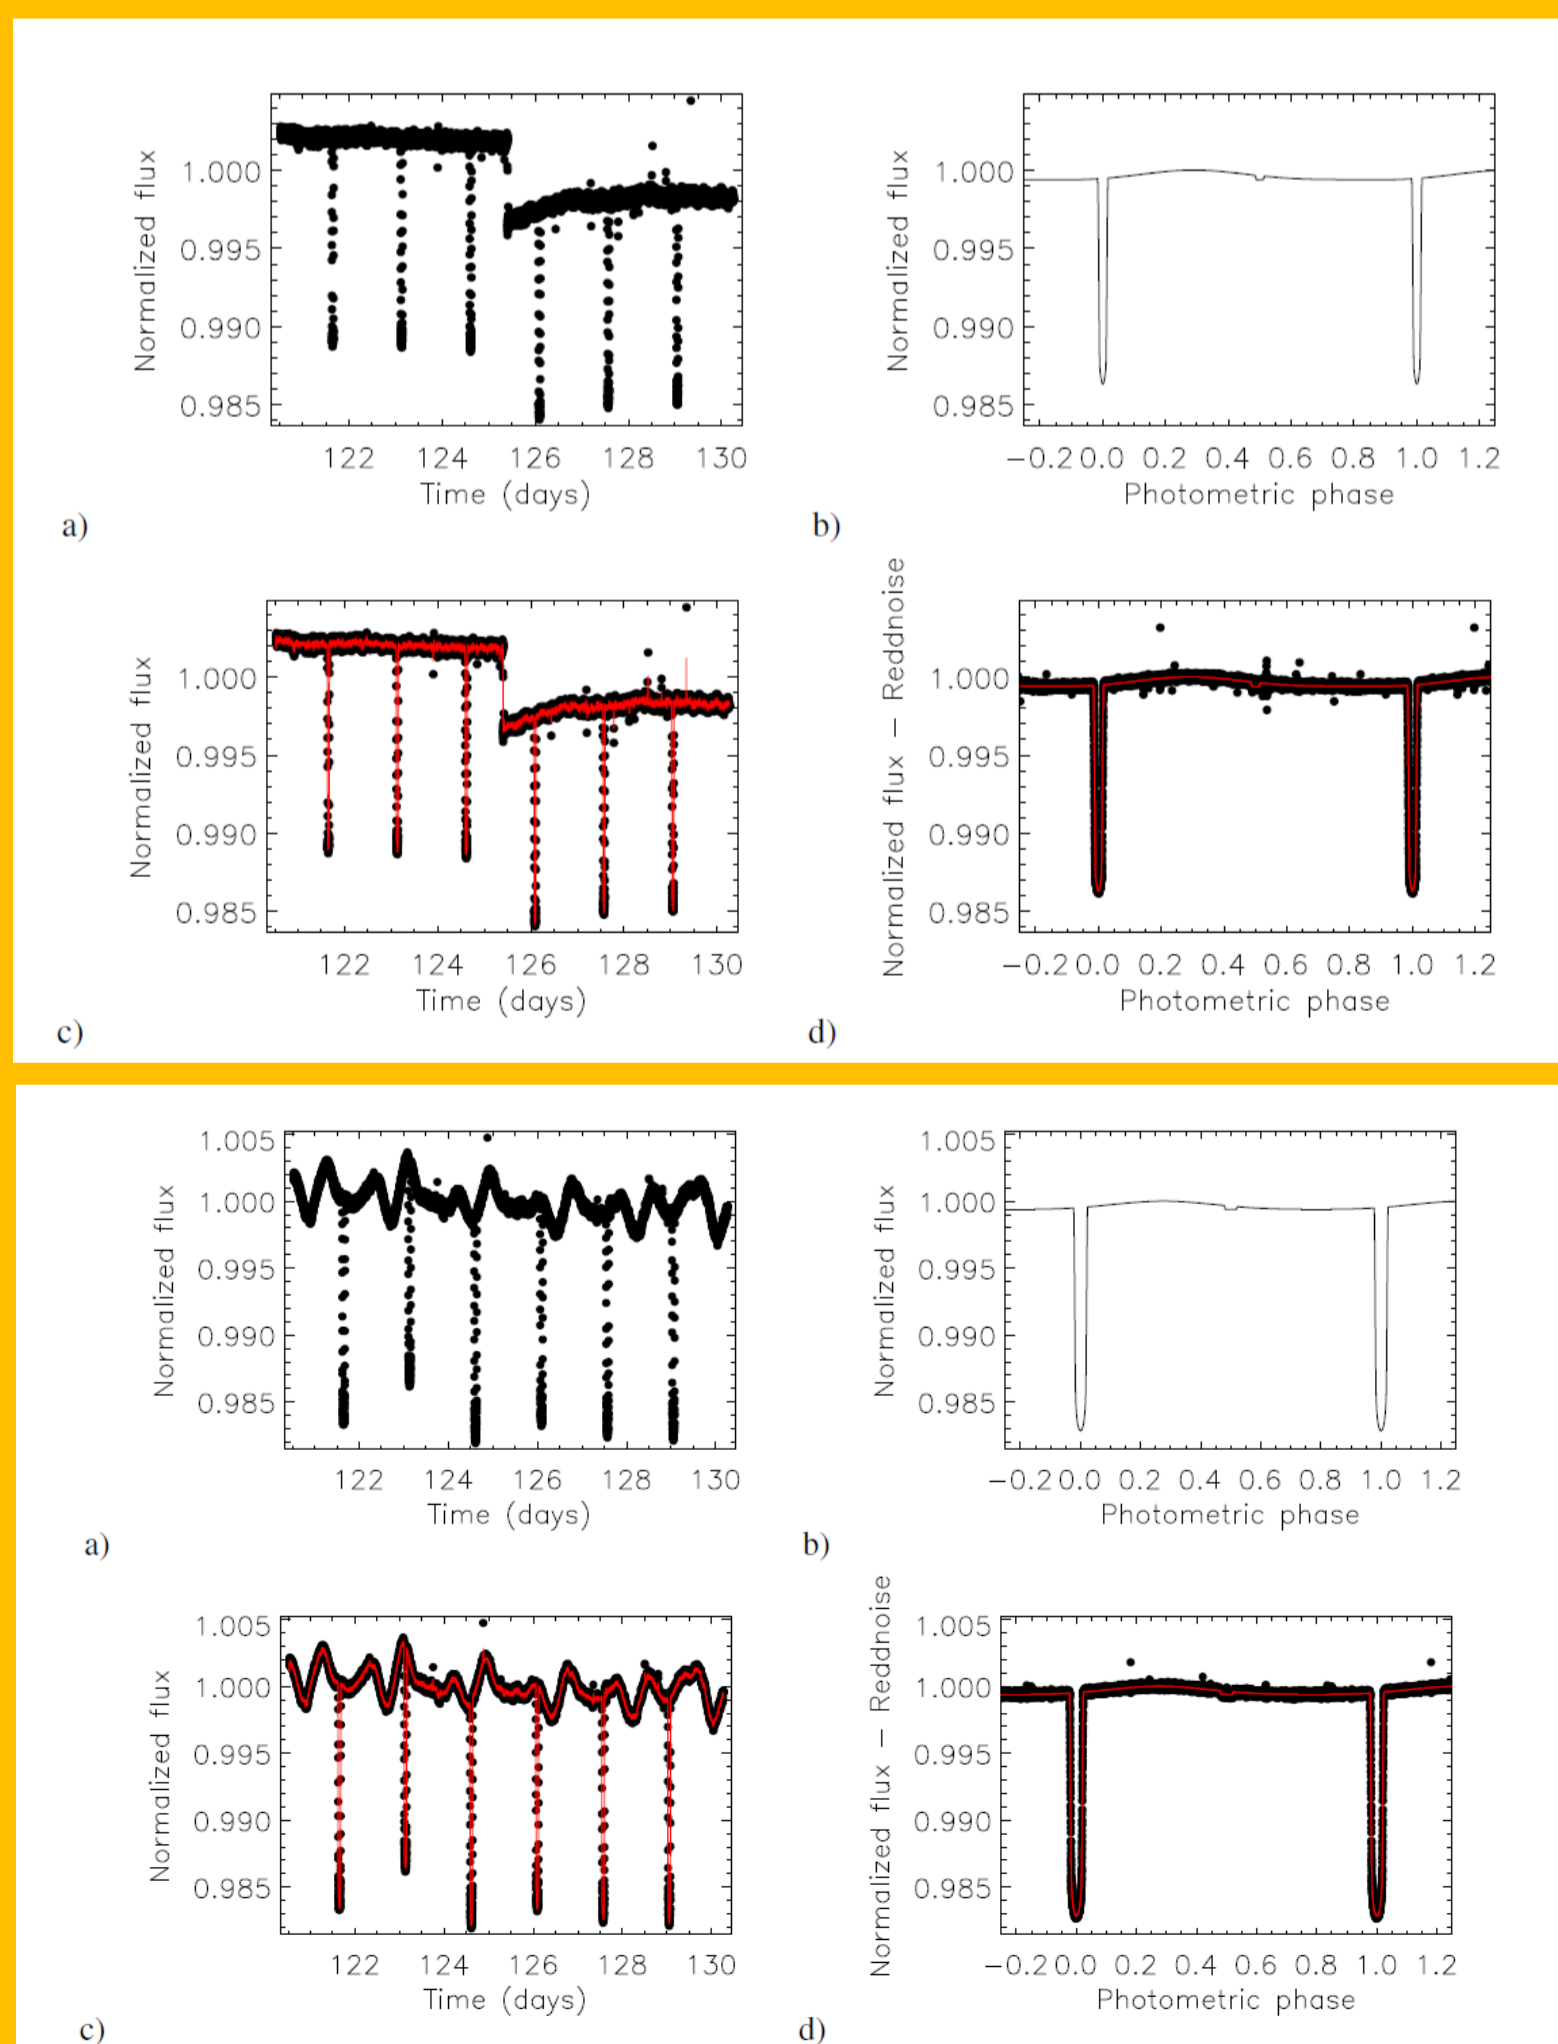 Normalized flux
1.000
0.995
0.990
0.985
122 124 126 128 130
Time (days)
a)
Normalized flux
1.000
0.995
0.990
0.985
−0.2 0.0 0.2 0.4 0.6 0.8 1.0 1.2
Photometric phase
b)
Normalized flux
1.000
0.995
0.990
0.985
122 124 126 128 130
Time (days)
c)
Normalized flux − Reddnoise
1.000
0.995
0.990
0.985
−0.2 0.0 0.2 0.4 0.6 0.8 1.0 1.2
Photometric phase
d)
Normalized flux
1.005
1.000
0.995
0.990
0.985
122 124 126 128 130
Time (days)
a)
Normalized flux
1.005
1.000
0.995
0.990
0.985
−0.2 0.0 0.2 0.4 0.6 0.8 1.0 1.2
Photometric phase
b)
Normalized flux
1.005
1.000
0.995
0.990
0.985
122 124 126 128 130
Time (days)
c)
Normalized flux − Reddnoise
1.005
1.000
0.995
0.990
0.985
−0.2 0.0 0.2 0.4 0.6 0.8 1.0 1.2
Photometric phase
d)